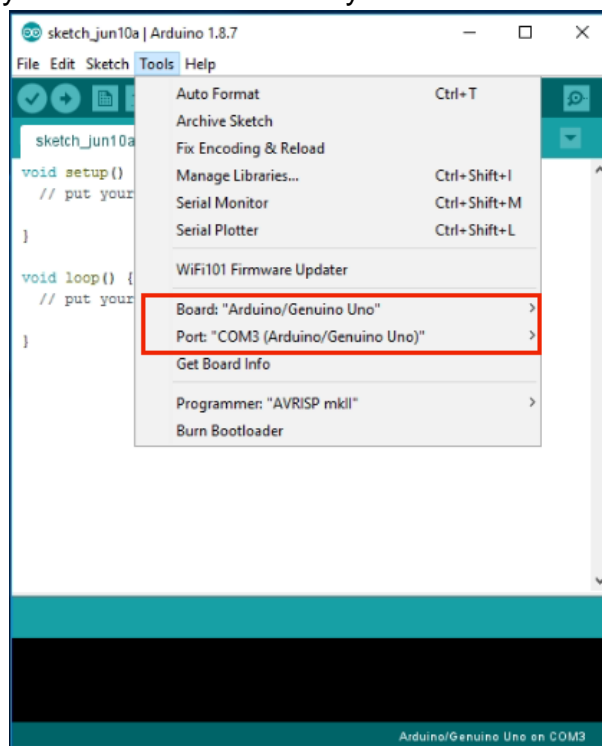 sketch_jun10a | Arduino 1.8.7
File Edit Sketch Tools Help
Auto Format Ctrl+T
Archive Sketch
sketch_jun10a
Fix Encoding & Reload
void setup()
Manage Libraries... Ctrl+Shift+I
// put your
Serial Monitor Ctrl+Shift+M
}
Serial Plotter Ctrl+Shift+L
WiFi101 Firmware Updater
void loop() {
// put your
Board: "Arduino/Genuino Uno"
}
Port: "COM3 (Arduino/Genuino Uno)"
Get Board Info
Programmer: "AVRISP mkII"
Burn Bootloader
Arduino/Genuino Uno on COM3